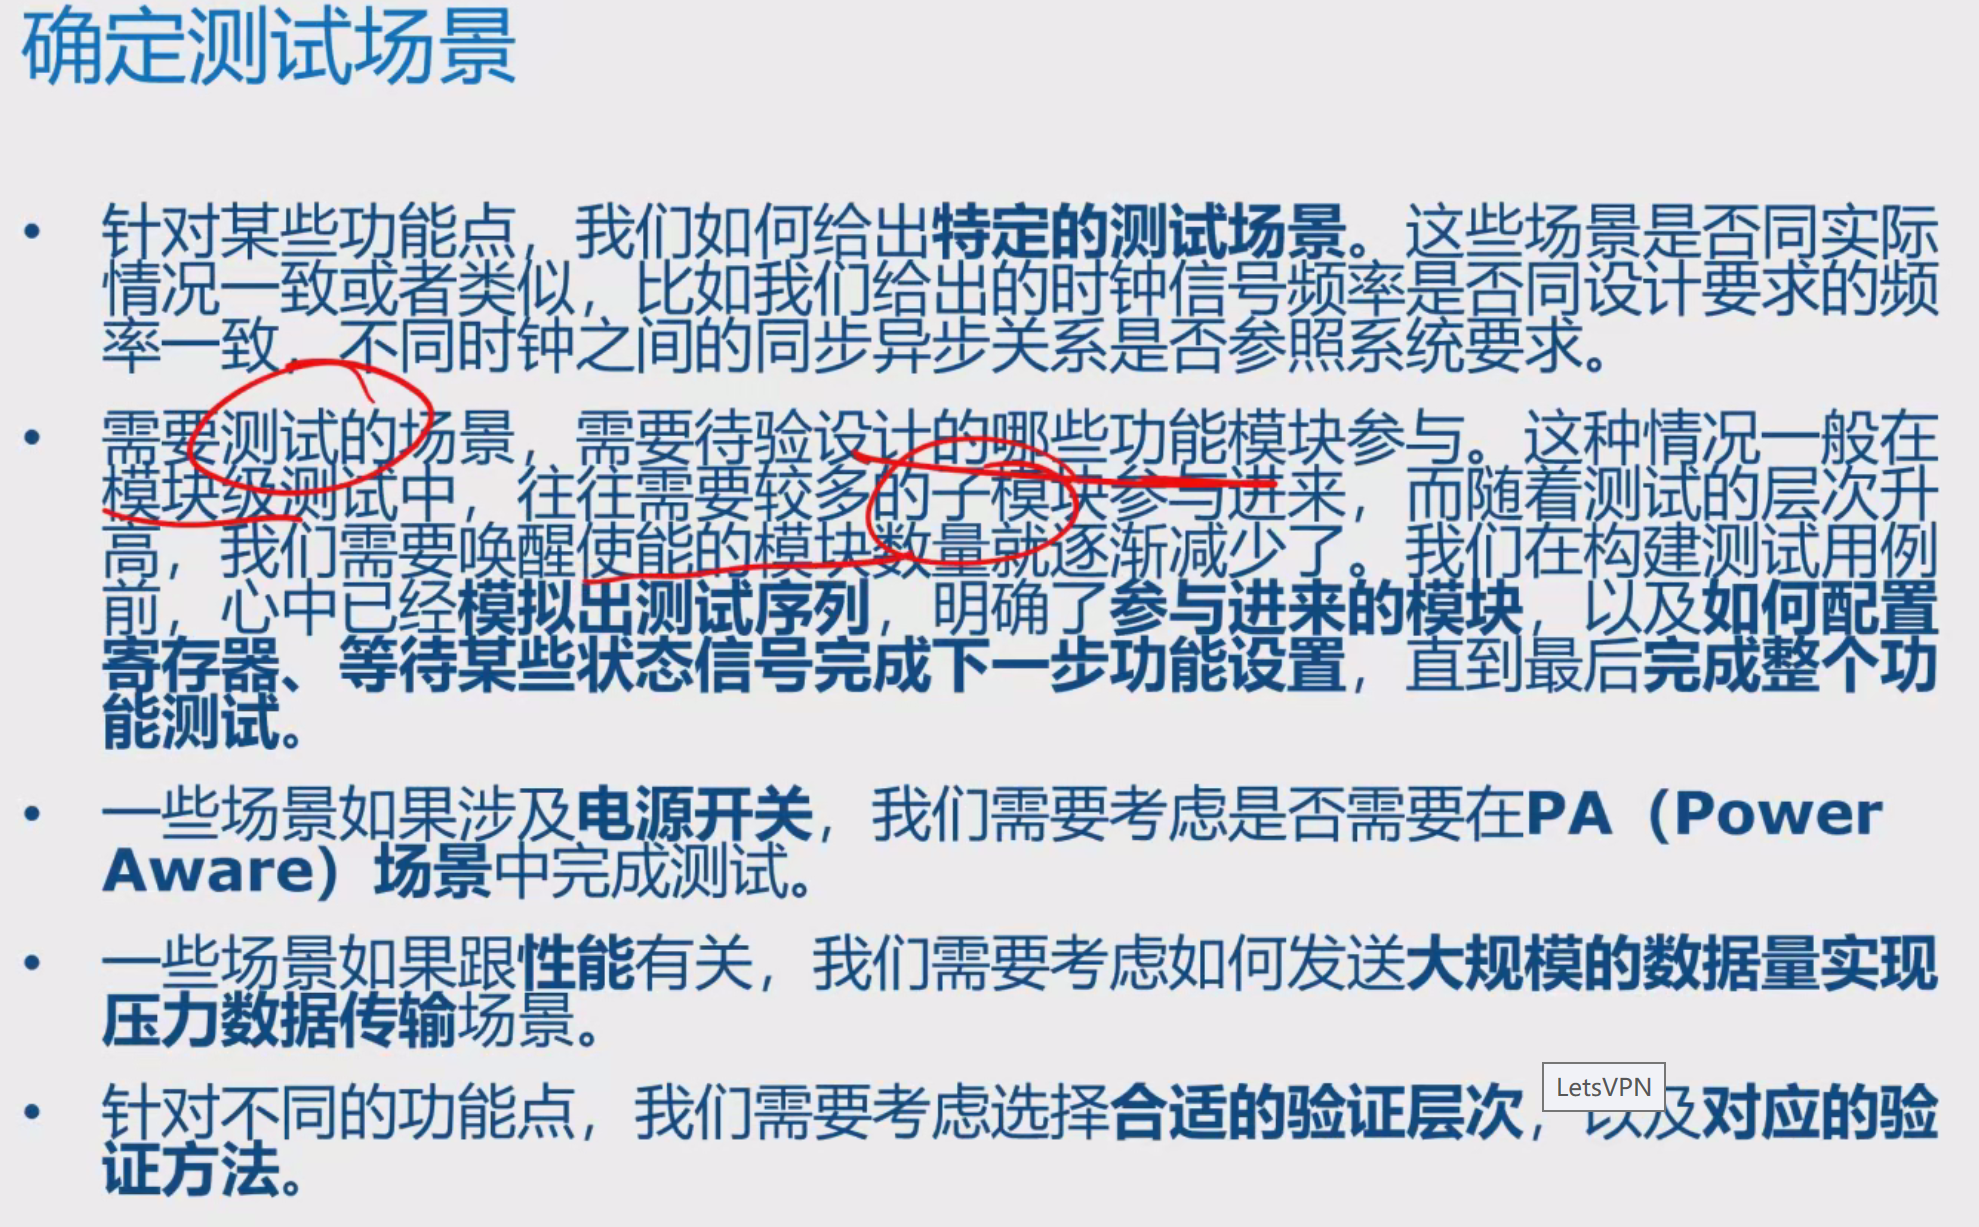 确定测试场景
• 针对某些功能点，我们如何给出特定的测试场景。这些场景是否同实际
情况一致或者类似，比如我们给出的时钟信号频率是否同设计要求的频
率一致，不同时钟之间的同步异步关系是否参照系统要求。
• 需要测试的场景，需要待验设计的哪些功能模块参与。这种情况一般在
模块级测试中，往往需要较多的子模块参与进来，而随着测试的层次升
高，我们需要唤醒使能的模块数量就逐渐减少了。我们在构建测试用例
前，心中已经模拟出测试序列，明确了参与进来的模块，以及如何配置
寄存器、等待某些状态信号完成下一步功能设置，直到最后完成整个功
能测试。
• 一些场景如果涉及电源开关，我们需要考虑是否需要在PA（Power
Aware）场景中完成测试。
• 一些场景如果跟性能有关，我们需要考虑如何发送大规模的数据量实现
压力数据传输场景。
• 针对不同的功能点，我们需要考虑选择合适的验证层次，以及对应的验
证方法。
LetsVPN